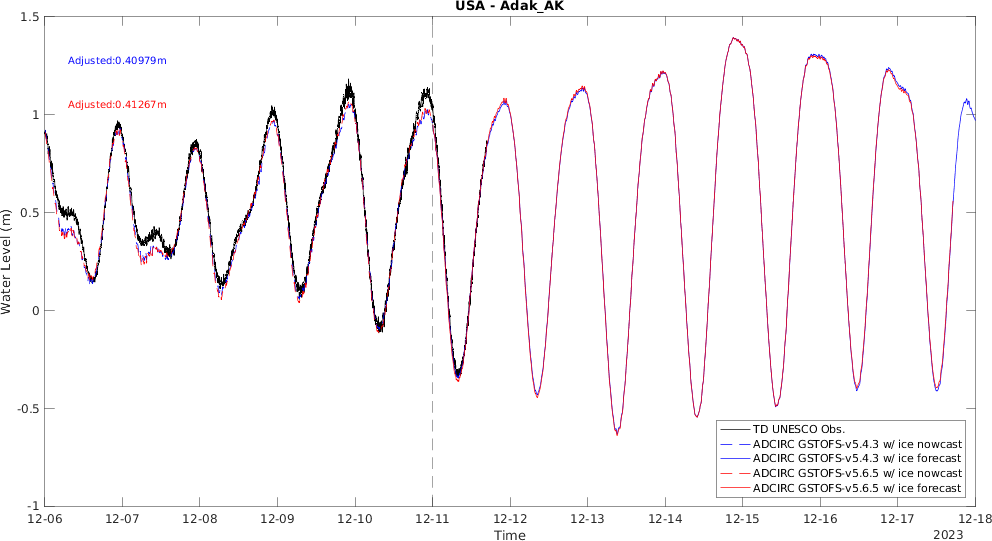 USA - Adak_AK
Adjusted:0.40979m
Adjusted:0.41267m
Water Level (m)
1.5
1
0.5
0
-0.5
-1
TD UNESCO Obs.
ADCIRC GSTOFS-v5.4.3 w/ ice nowcast
ADCIRC GSTOFS-v5.4.3 w/ ice forecast
ADCIRC GSTOFS-v5.6.5 w/ ice nowcast
ADCIRC GSTOFS-v5.6.5 w/ ice forecast
12-06 12-07 12-08 12-09 12-10 12-11 12-12 12-13 12-14 12-15 12-16 12-17 12-18
Time
2023